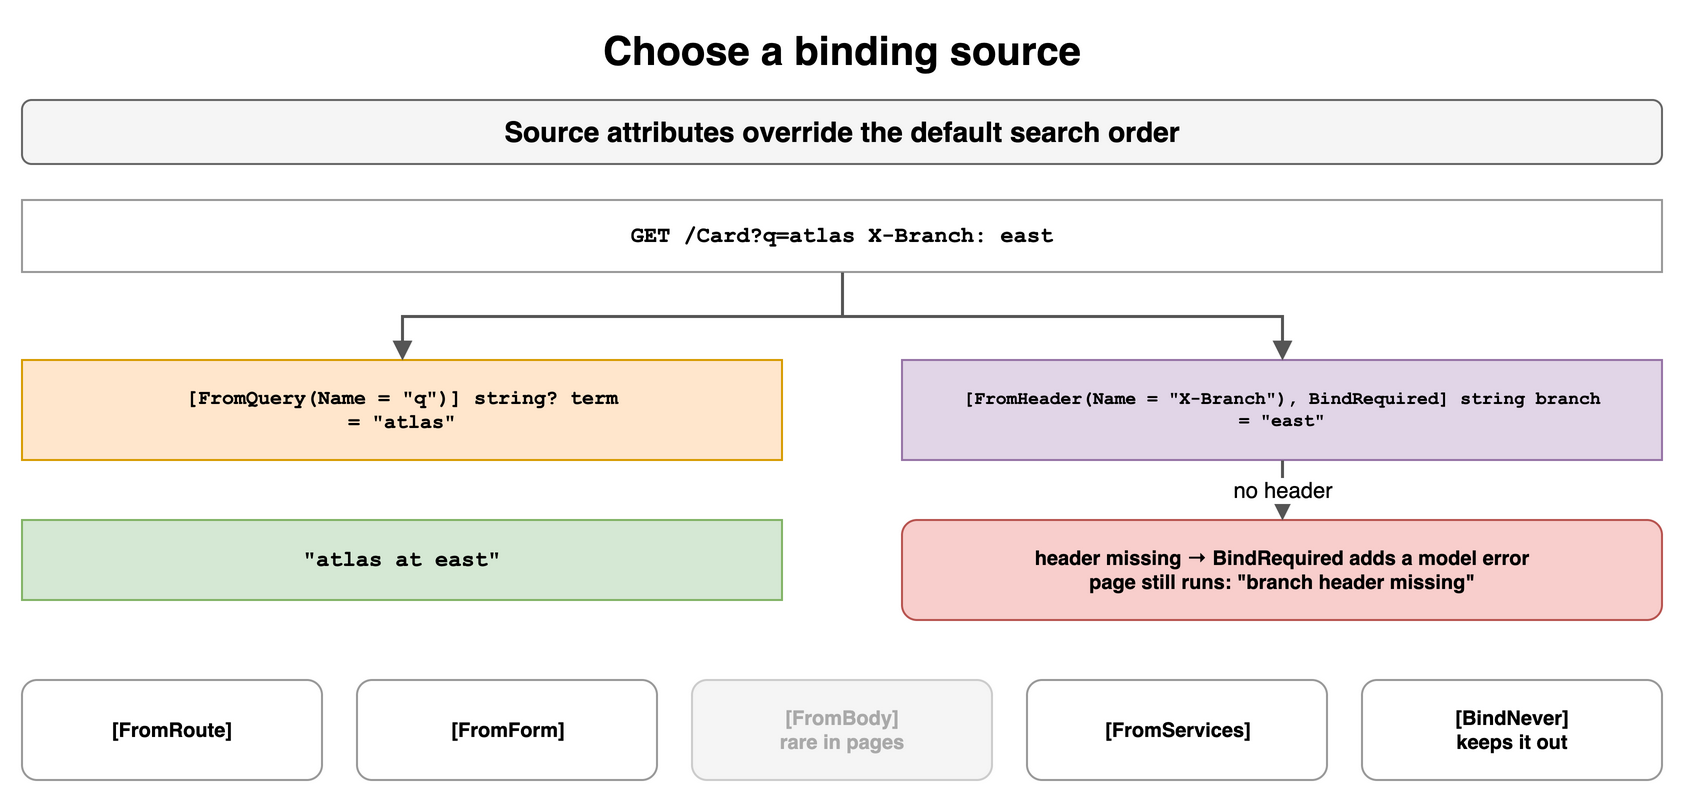 Choose a binding source
Source attributes override the default search order
GET /Card?q=atlas X-Branch: east
[FromQuery(Name = "q")] string? term
= "atlas"
[FromHeader(Name = "X-Branch"), BindRequired] string branch
= "east"
no header
"atlas at east"
header missing → BindRequired adds a model error
page still runs: "branch header missing"
[FromRoute]
[FromForm]
[FromBody]
rare in pages
[FromServices]
[BindNever]
keeps it out